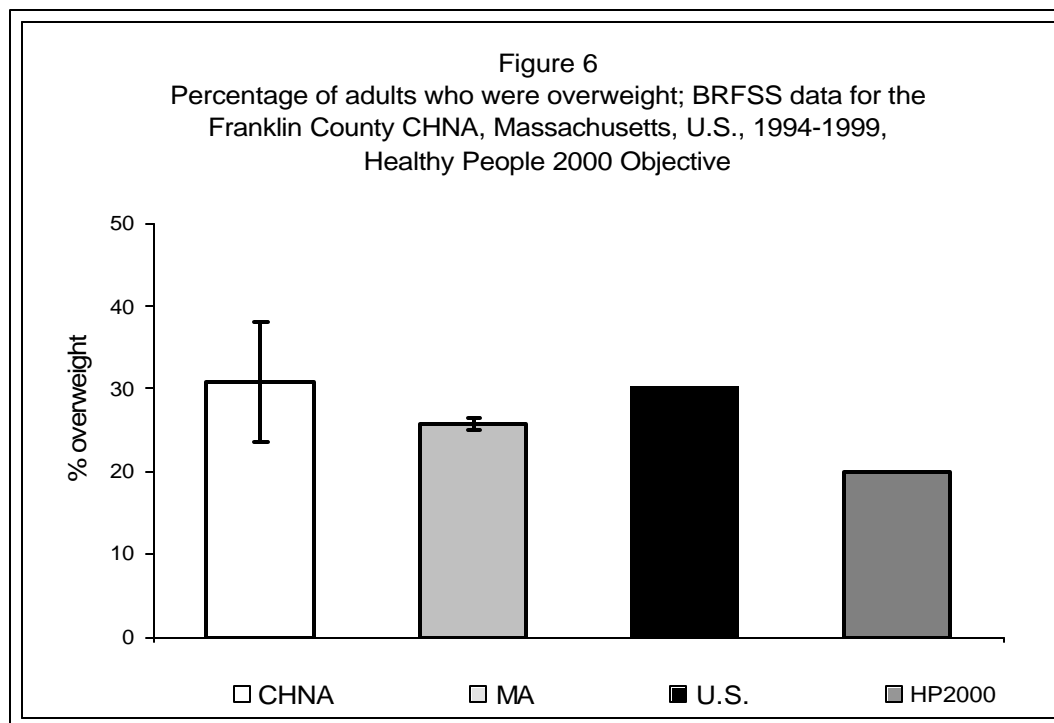 Figure 6
Percentage of adults who were overweight; BRFSS data for the
Franklin County CHNA, Massachusetts, U.S., 1994-1999,
Healthy People 2000 Objective
% overweight
50
40
30
20
10
0
CHNA
MA
U.S.
HP2000